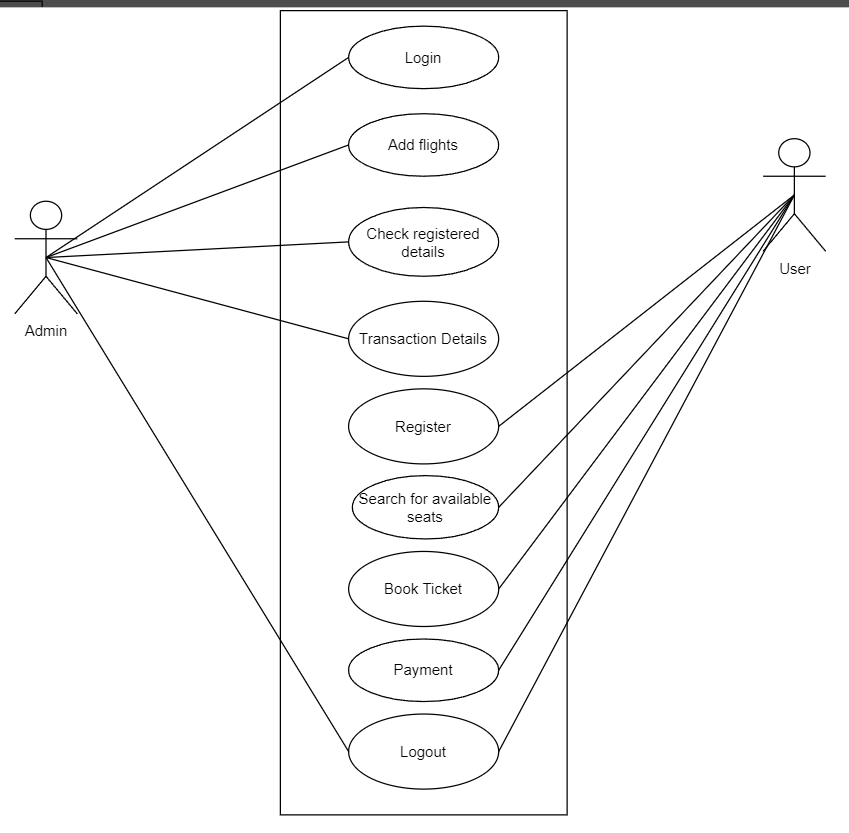 Login
Add flights
Check registered
details
Transaction Details
Register
Search for available
seats
Book Ticket
Payment
Logout
Admin
User